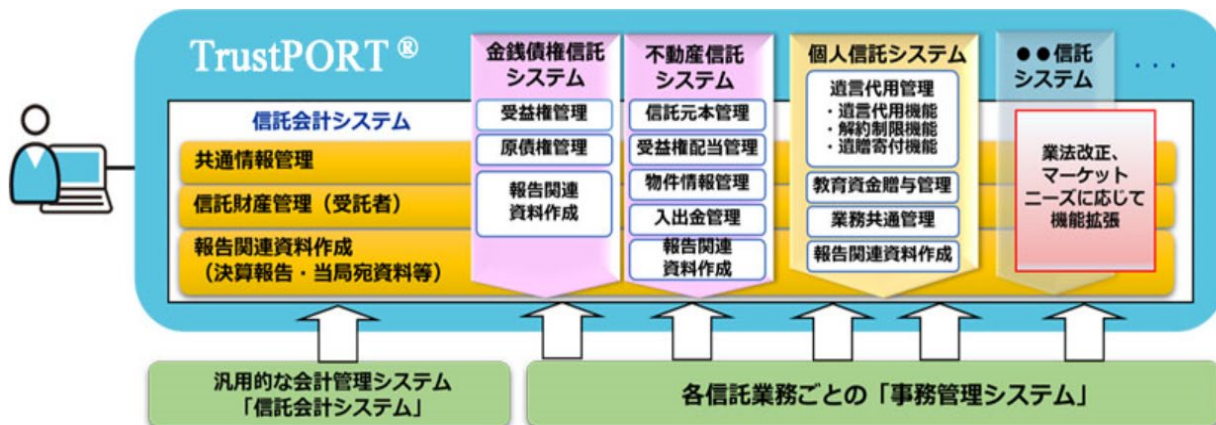 TrustPORT®
信託会計システム
共通情報管理
信託財産管理（受託者）
報告関連資料作成
（決算報告・当局宛資料等）
金銭債権信託
システム
受益権管理
原債権管理
報告関連
資料作成
不動産信託
システム
信託元本管理
受益権配当管理
物件情報管理
入出金管理
報告関連
資料作成
個人信託システム
遺言代用管理
・遺言代用機能
・解約制限機能
・遺贈寄付機能
教育資金贈与管理
業務共通管理
報告関連資料作成
●●信託
システム
・・・
業法改正、
マーケット
ニーズに応じて
機能拡張
汎用的な会計管理システム
「信託会計システム」
各信託業務ごとの「事務管理システム」